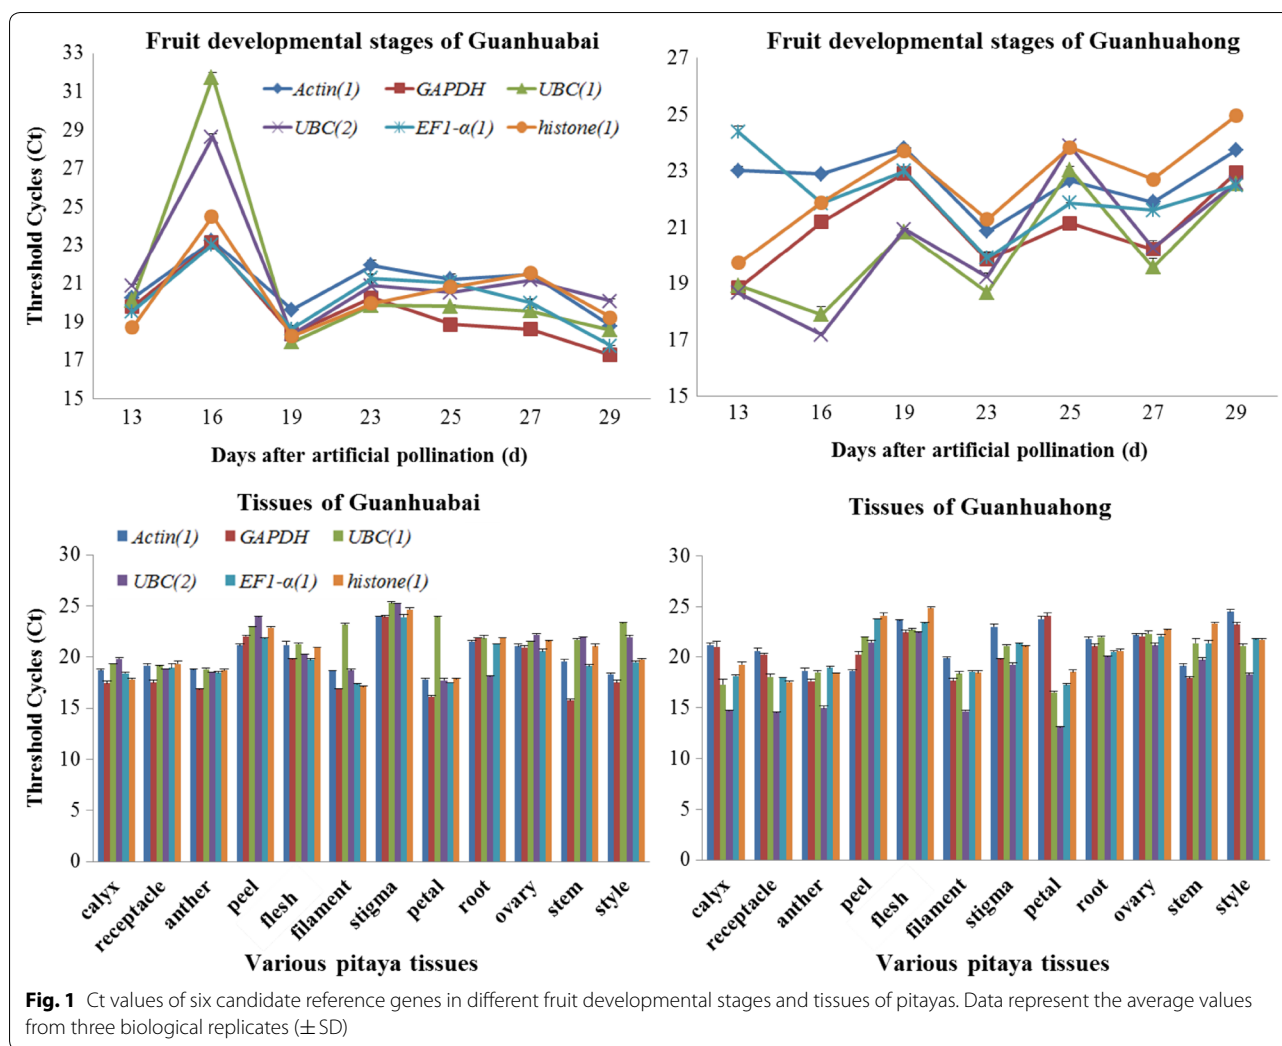 Fruit developmental stages of Guanhuabai
Threshold Cycles (Ct)
33
31
29
27
25
23
21
19
17
15
Actin(1) GAPDH UBC(1)
UBC(2) EF1-α(1) histone(1)
13 16 19 23 25 27 29
Days after artificial pollination (d)
Fruit developmental stages of Guanhuahong
27
25
23
21
19
17
15
13 16 19 23 25 27 29
Days after artificial pollination (d)
Tissues of Guanhuabai
Actin(1) GAPDH UBC(1)
UBC(2) EF1-α(1) histone(1)
Threshold Cycles (Ct)
30
25
20
15
10
5
0
calyx receptacle anther peel flesh filament stigma petal root ovary stem style
Various pitaya tissues
Tissues of Guanhuahong
30
25
20
15
10
5
0
calyx receptacle anther peel flesh filament stigma petal root ovary stem style
Various pitaya tissues
Fig. 1 Ct values of six candidate reference genes in different fruit developmental stages and tissues of pitayas. Data represent the average values
from three biological replicates (± SD)